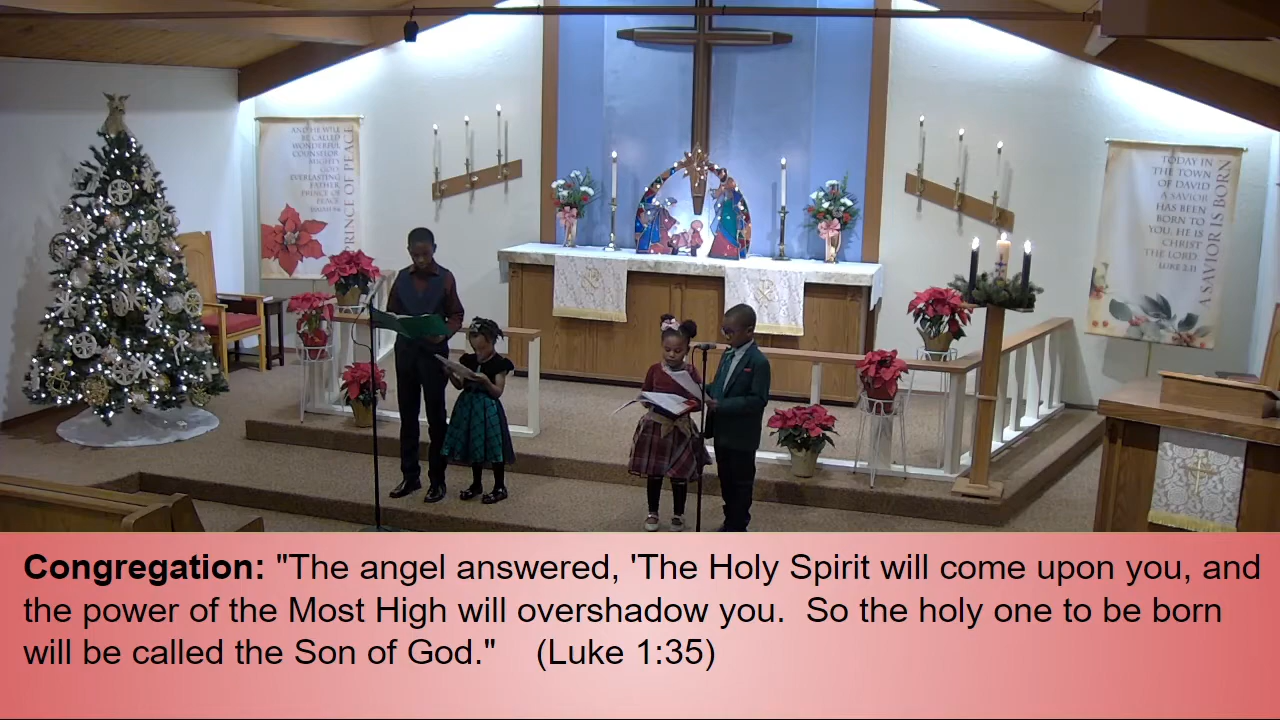 AND HE WILL
BE CALLED
WONDERFUL
COUNSELOR,
MIGHTY
GOD,
EVERLASTING
FATHER,
PRINCE OF
PEACE
ISAIAH 9:6
PRINCE OF PEACE
TODAY IN
THE TOWN
OF DAVID
A SAVIOR
HAS BEEN
BORN TO
YOU; HE IS
CHRIST
THE LORD
LUKE 2:11
A SAVIOR IS BORN
Congregation: "The angel answered, 'The Holy Spirit will come upon you, and
the power of the Most High will overshadow you.  So the holy one to be born
will be called the Son of God."    (Luke 1:35)